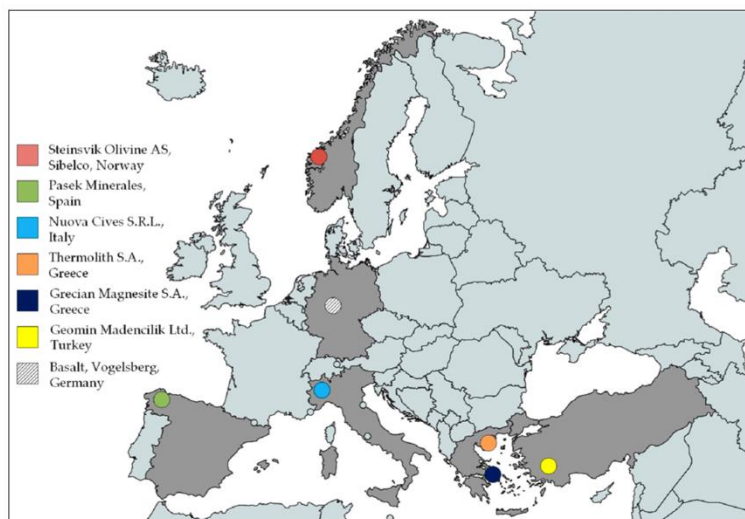 Steinsvik Olivine AS,
Sibelco, Norway
Pasek Minerales,
Spain
Nuova Cives S.R.L.,
Italy
Thermolith S.A.,
Greece
Grecian Magnesite S.A.,
Greece
Geomin Madencilik Ltd.,
Turkey
Basalt, Vogelsberg,
Germany